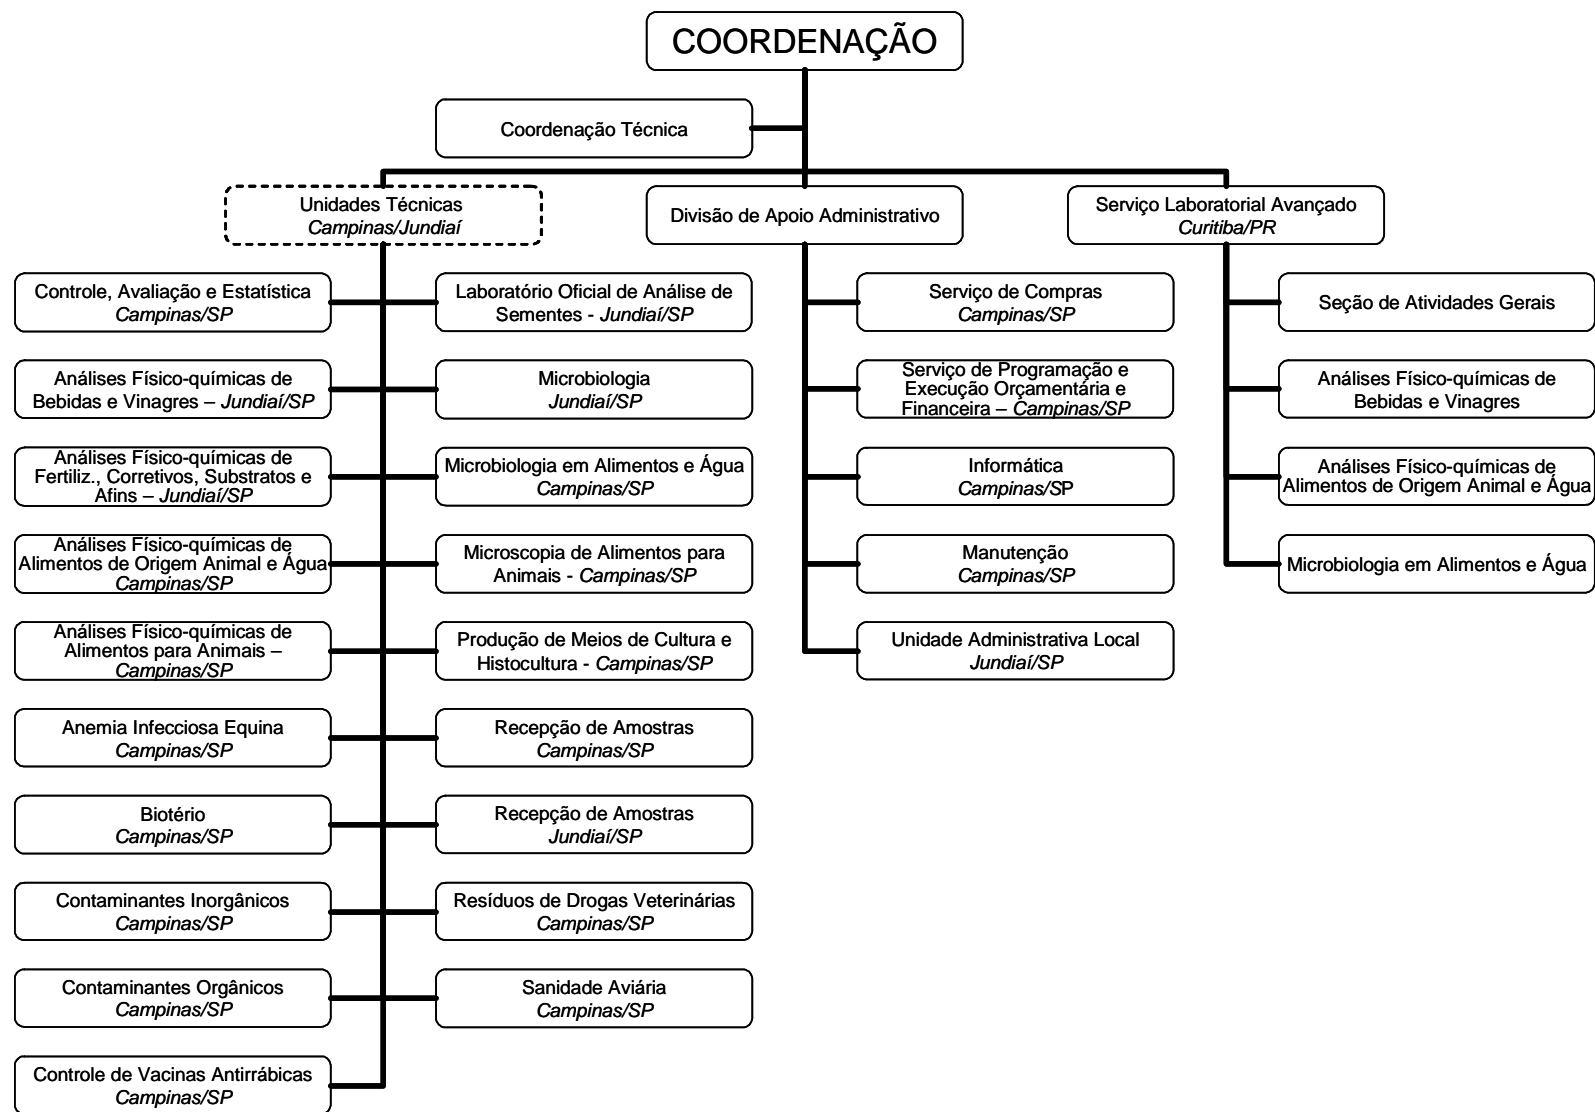 COORDENAÇÃO
Coordenação Técnica
Unidades Técnicas
Campinas/Jundiaí
Divisão de Apoio Administrativo
Serviço Laboratorial Avançado
Curitiba/PR
Controle, Avaliação e Estatística
Campinas/SP
Análises Físico-químicas de
Bebidas e Vinagres – Jundiaí/SP
Análises Físico-químicas de
Fertiliz., Corretivos, Substratos e
Afins – Jundiaí/SP
Análises Físico-químicas de
Alimentos de Origem Animal e Água
Campinas/SP
Análises Físico-químicas de
Alimentos para Animais –
Campinas/SP
Anemia Infecciosa Equina
Campinas/SP
Biotério
Campinas/SP
Contaminantes Inorgânicos
Campinas/SP
Contaminantes Orgânicos
Campinas/SP
Controle de Vacinas Antirrábicas
Campinas/SP
Laboratório Oficial de Análise de
Sementes - Jundiaí/SP
Microbiologia
Jundiaí/SP
Microbiologia em Alimentos e Água
Campinas/SP
Microscopia de Alimentos para
Animais - Campinas/SP
Produção de Meios de Cultura e
Histocultura - Campinas/SP
Recepção de Amostras
Campinas/SP
Recepção de Amostras
Jundiaí/SP
Resíduos de Drogas Veterinárias
Campinas/SP
Sanidade Aviária
Campinas/SP
Serviço de Compras
Campinas/SP
Serviço de Programação e
Execução Orçamentária e
Financeira – Campinas/SP
Informática
Campinas/SP
Manutenção
Campinas/SP
Unidade Administrativa Local
Jundiaí/SP
Seção de Atividades Gerais
Análises Físico-químicas de
Bebidas e Vinagres
Análises Físico-químicas de
Alimentos de Origem Animal e Água
Microbiologia em Alimentos e Água